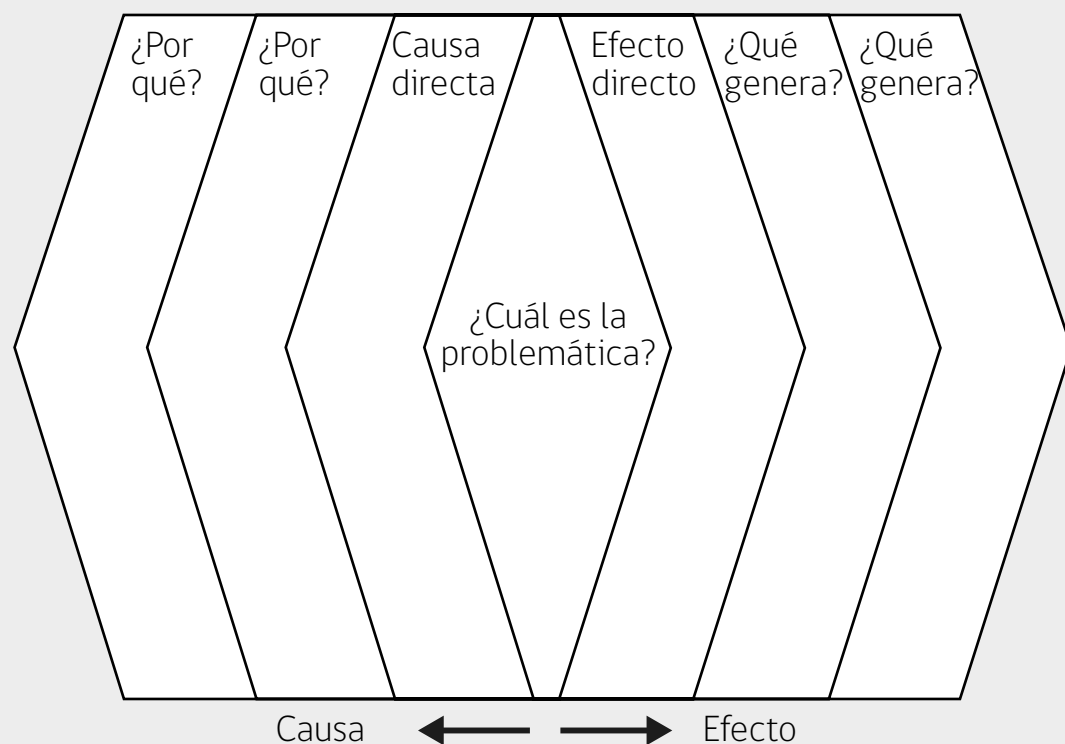 ¿Por
qué?
¿Por
qué?
Causa
directa
Efecto
directo
¿Qué
genera?
¿Qué
genera?
¿Cuál es la
problemática?
Causa
Efecto